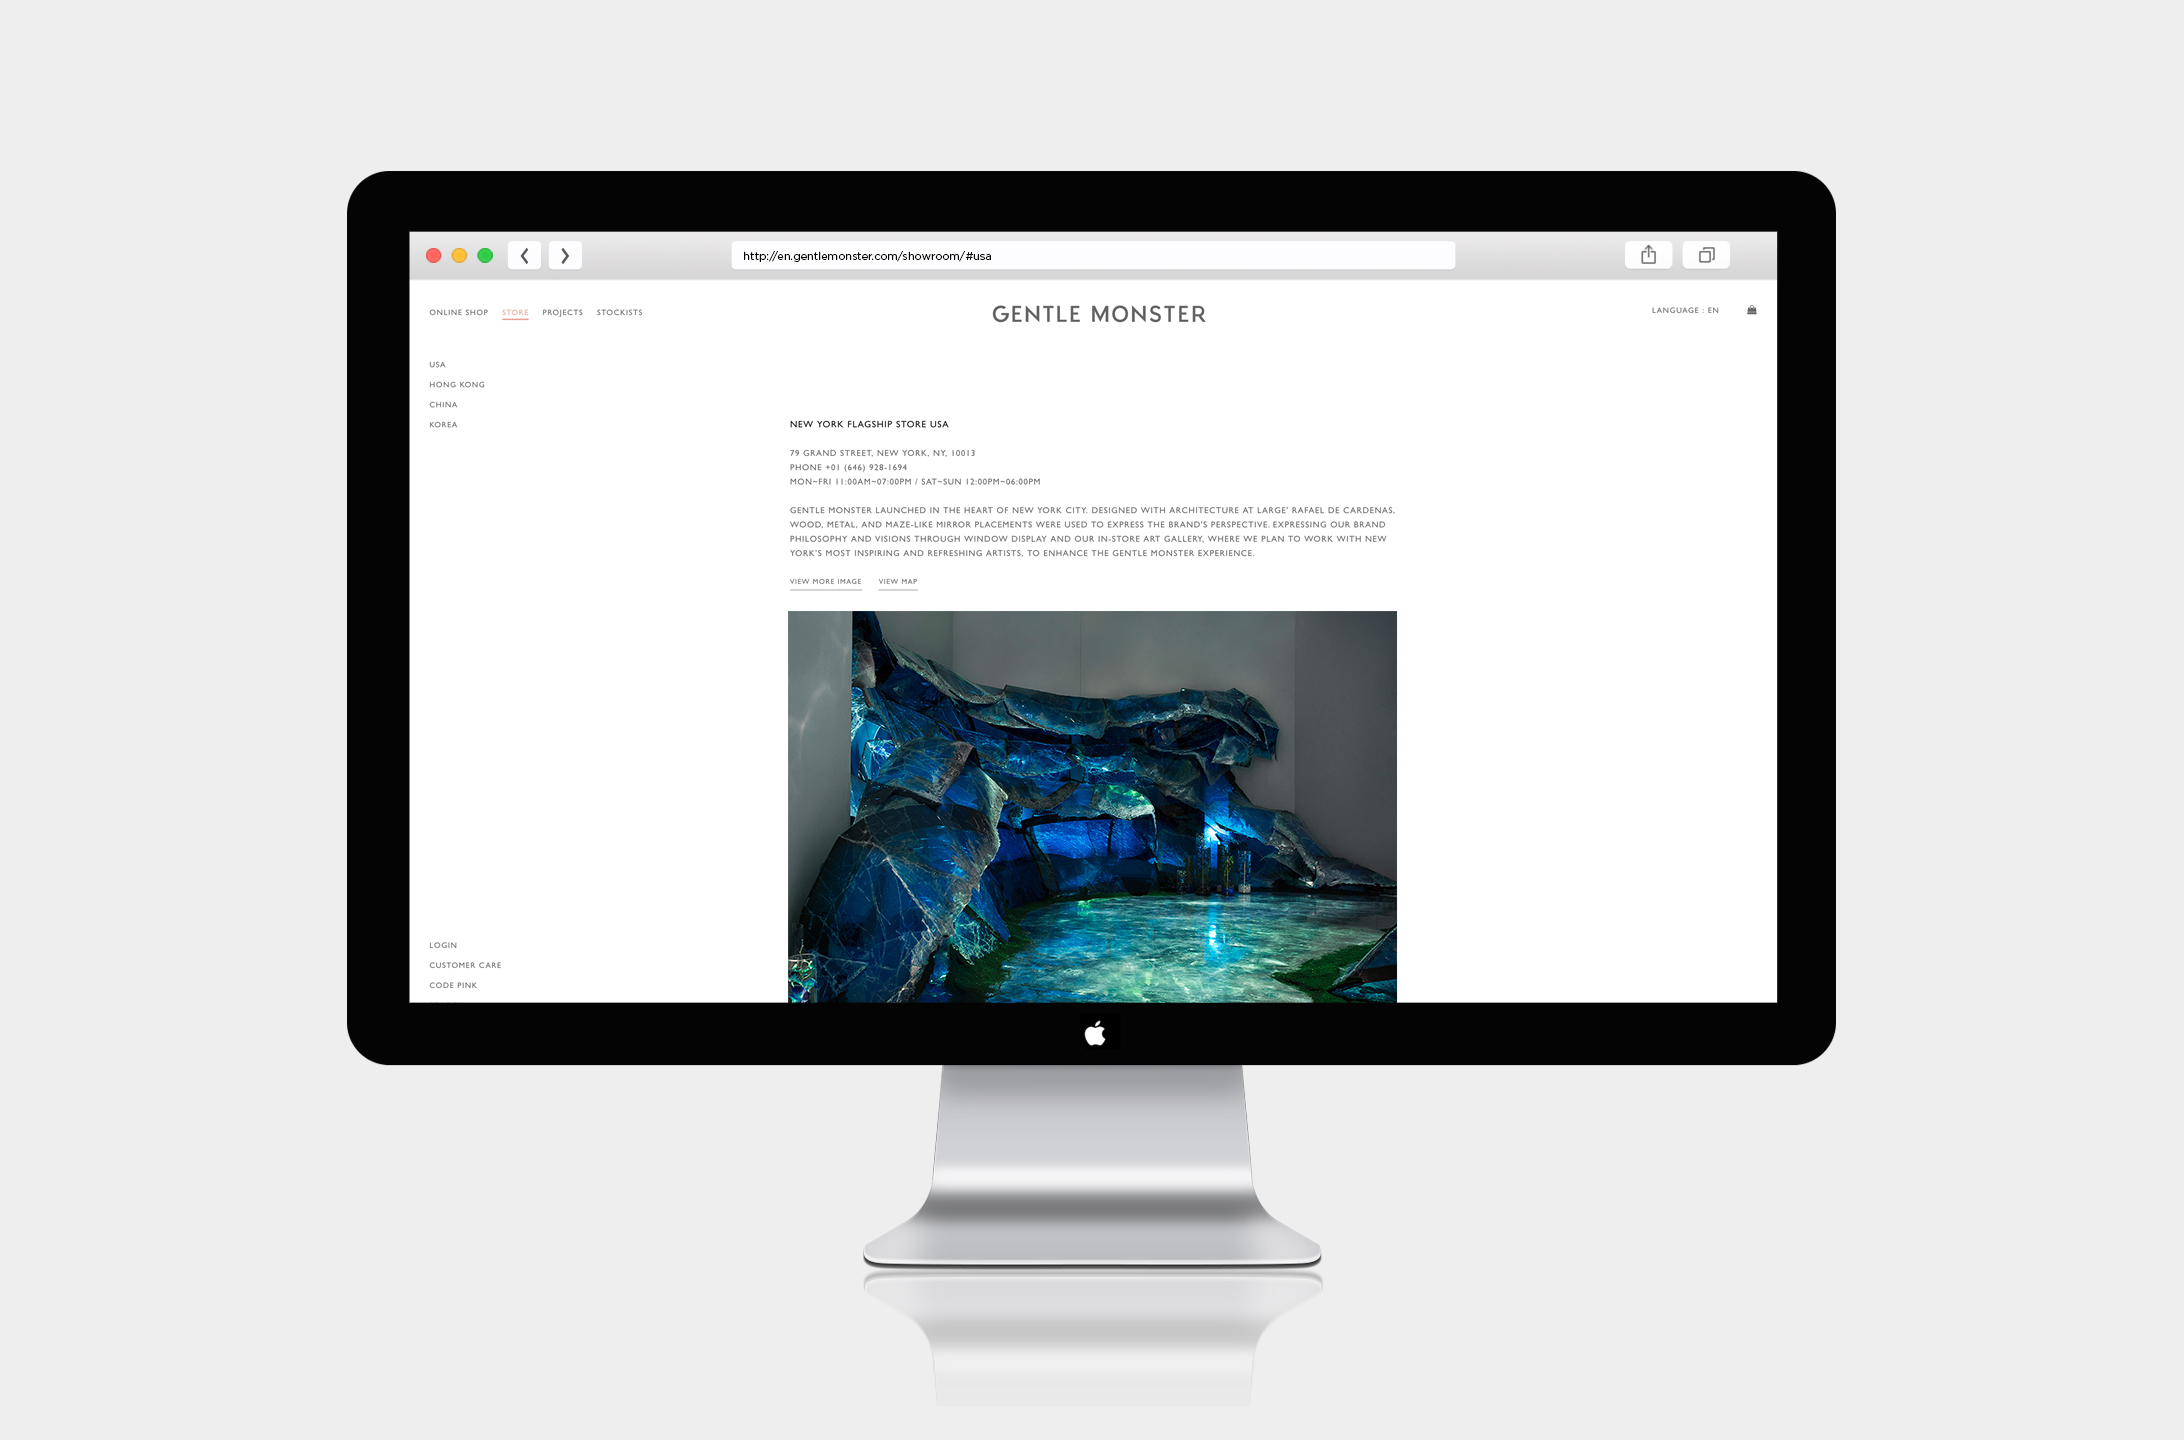 http://en.gentlemonster.com/showroom/#usa
ONLINE SHOP STORE PROJECTS STOCKISTS
GENTLE MONSTER
LANGUAGE : EN
USA
HONG KONG
CHINA
KOREA
NEW YORK FLAGSHIP STORE USA
79 GRAND STREET, NEW YORK, NY, 10013
PHONE +01 (646) 928-1694
MON~FRI 11:00AM~07:00PM / SAT~SUN 12:00PM~06:00PM
GENTLE MONSTER LAUNCHED IN THE HEART OF NEW YORK CITY. DESIGNED WITH ARCHITECTURE AT LARGE' RAFAEL DE CARDENAS,
WOOD, METAL, AND MAZE-LIKE MIRROR PLACEMENTS WERE USED TO EXPRESS THE BRAND'S PERSPECTIVE. EXPRESSING OUR BRAND
PHILOSOPHY AND VISIONS THROUGH WINDOW DISPLAY AND OUR IN-STORE ART GALLERY, WHERE WE PLAN TO WORK WITH NEW
YORK'S MOST INSPIRING AND REFRESHING ARTISTS, TO ENHANCE THE GENTLE MONSTER EXPERIENCE.
VIEW MORE IMAGE VIEW MAP
LOGIN
CUSTOMER CARE
CODE PINK